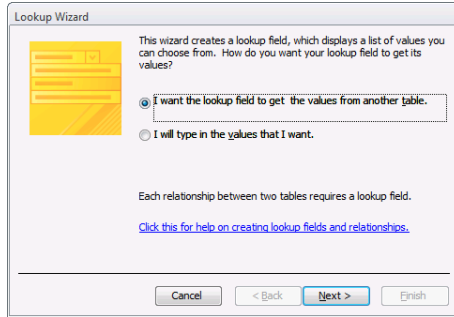 Lookup Wizard
This wizard creates a lookup field, which displays a list of values you
can choose from. How do you want your lookup field to get its
values?
I want the lookup field to get the values from another table.
I will type in the values that I want.
Each relationship between two tables requires a lookup field.
Click this for help on creating lookup fields and relationships.
Cancel < Back Next > Finish